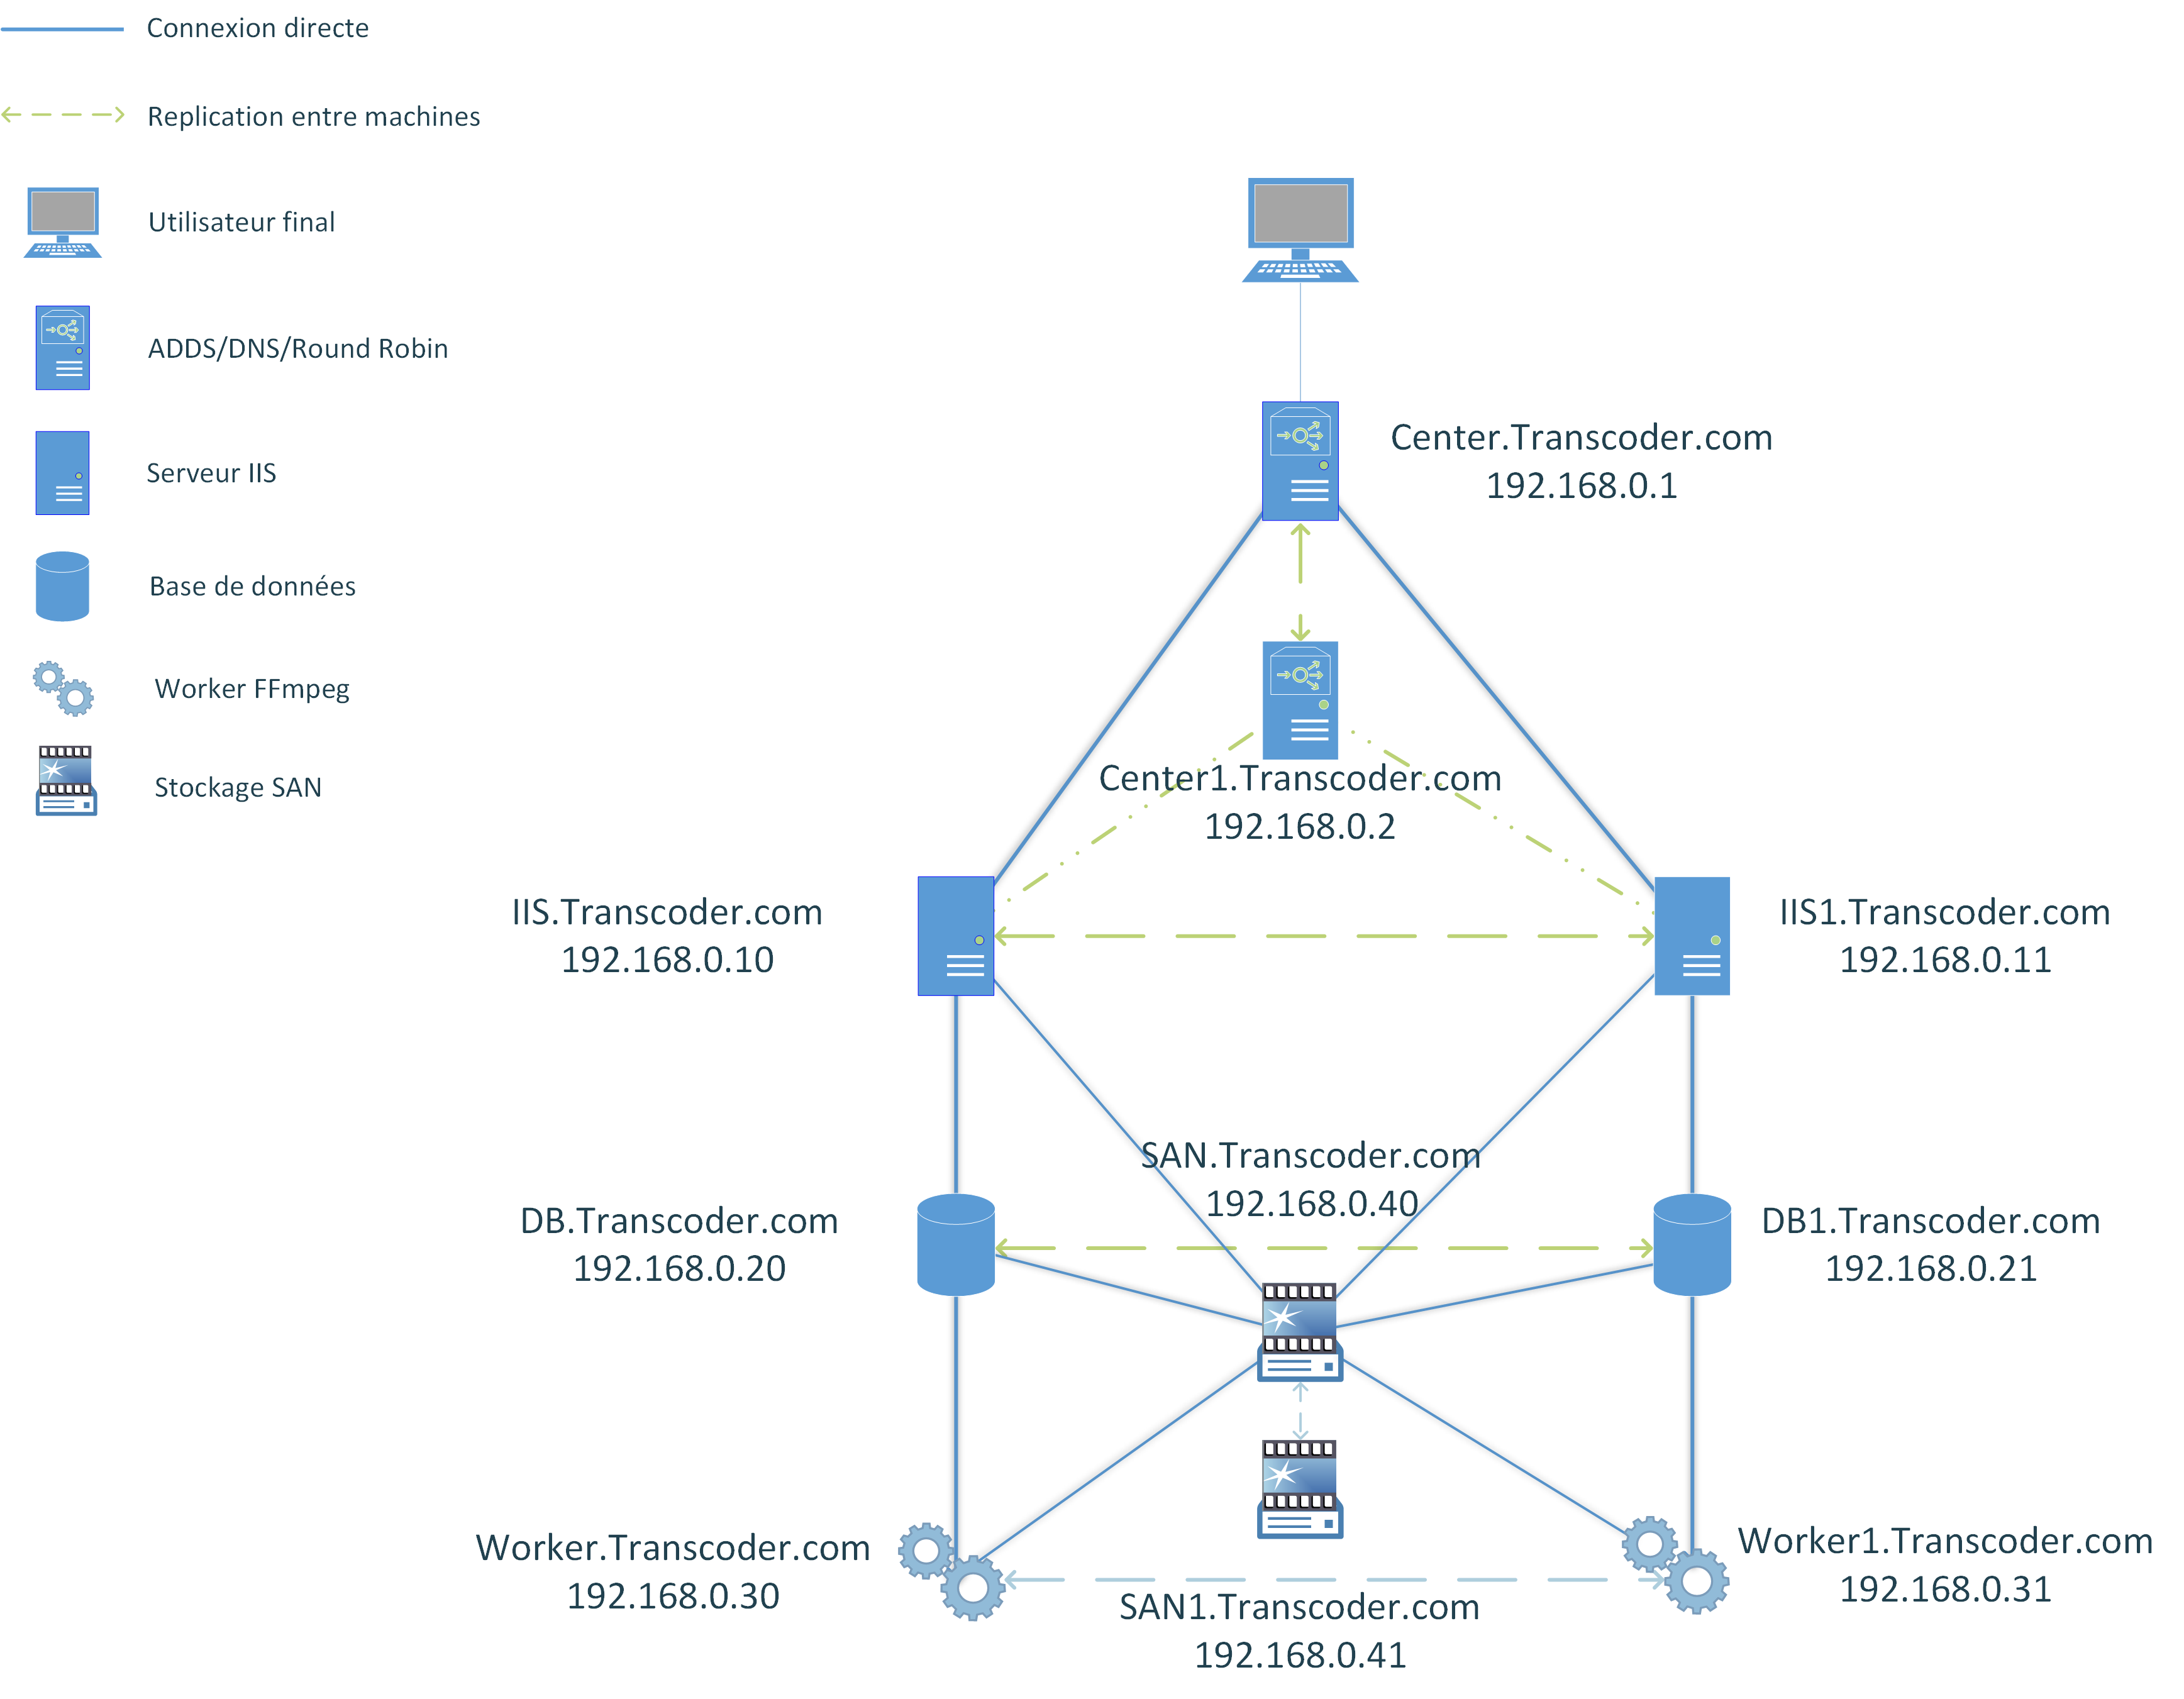 Connexion directe
Replication entre machines
Utilisateur final
ADDS/DNS/Round Robin
Serveur IIS
Base de données
Worker FFmpeg
Stockage SAN
Center.Transcoder.com
192.168.0.1
Center1.Transcoder.com
192.168.0.2
IIS.Transcoder.com
192.168.0.10
IIS1.Transcoder.com
192.168.0.11
SAN.Transcoder.com
192.168.0.40
DB.Transcoder.com
192.168.0.20
DB1.Transcoder.com
192.168.0.21
Worker.Transcoder.com
192.168.0.30
Worker1.Transcoder.com
192.168.0.31
SAN1.Transcoder.com
192.168.0.41